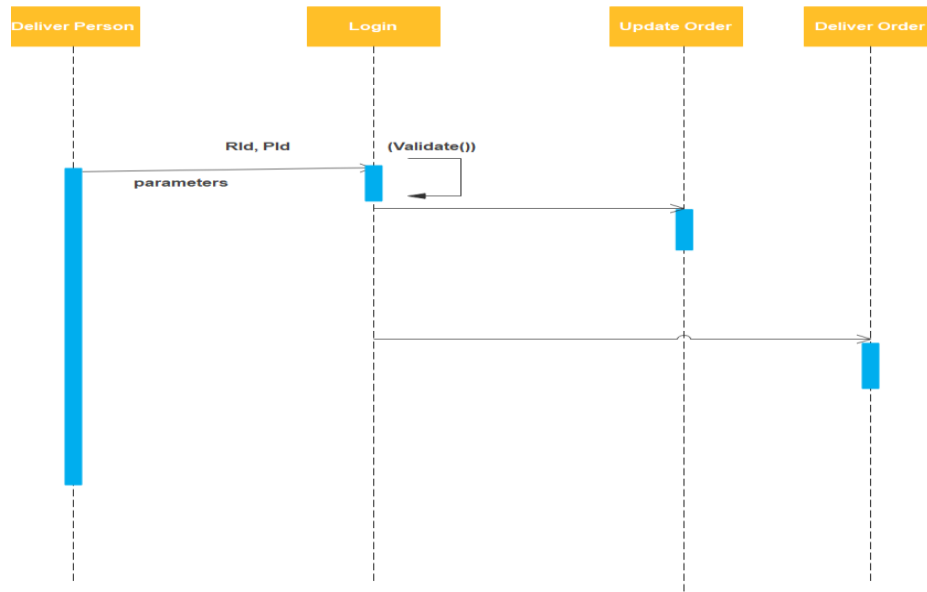 Deliver Person
Login
Update Order
Deliver Order
RId, PId
(Validate())
parameters